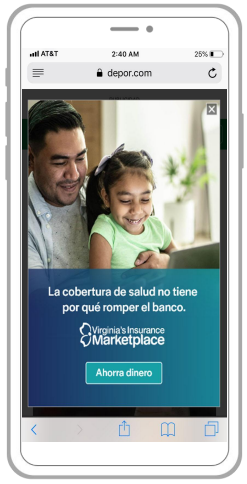 AT&T 2:40 AM 25%
depor.com
La cobertura de salud no tiene
por qué romper el banco.
Virginia's Insurance
Marketplace
Ahorra dinero